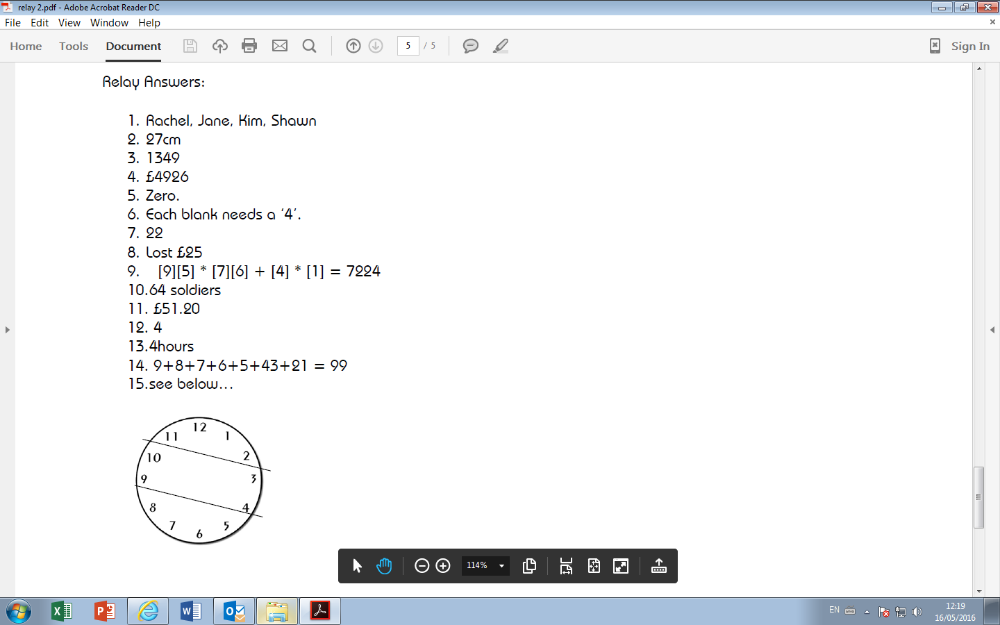 relay 2.pdf - Adobe Acrobat Reader DC
File Edit View Window Help
Home Tools Document 5 / 5 Sign In
Relay Answers:
1. Rachel, Jane, Kim, Shawn
2. 27cm
3. 1349
4. £4926
5. Zero.
6. Each blank needs a '4'.
7. 22
8. Lost £25
9. [9][5] * [7][6] + [4] * [1] = 7224
10.64 soldiers
11. £51.20
12. 4
13.4hours
14. 9+8+7+6+5+43+21 = 99
15.see below...
12
11 1
10 2
9 3
8 4
7 5
6
114%
EN 12:19
16/05/2016